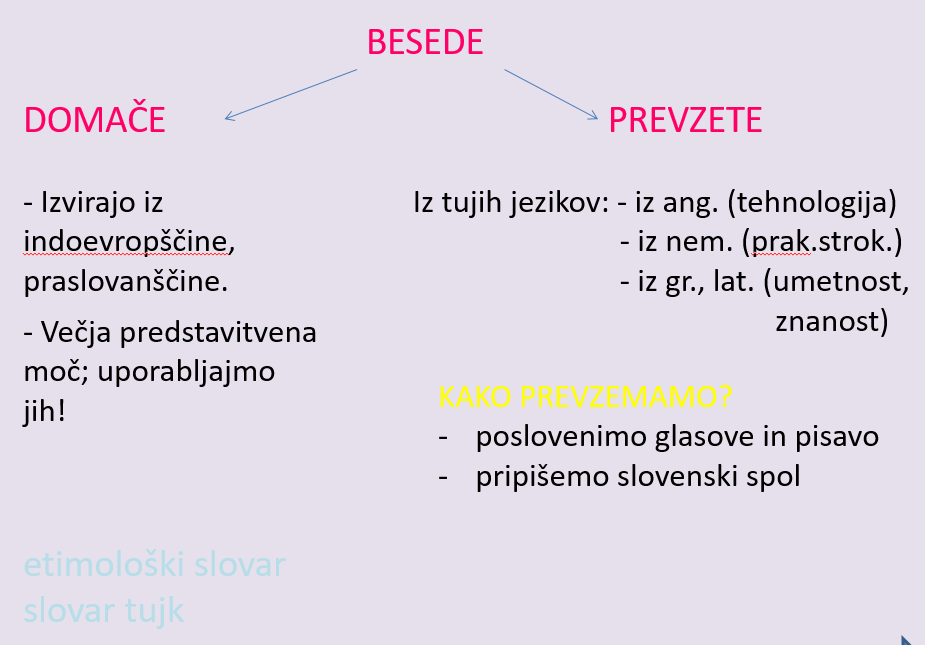 BESEDE
DOMAČE
PREVZETE
- Izvirajo iz
indoevropščine,
praslovanščine.
- Večja predstavitvena
moč; uporabljajmo
jih!
Iz tujih jezikov: - iz ang. (tehnologija)
- iz nem. (prak.strok.)
- iz gr., lat. (umetnost,
znanost)
KAKO PREVZEMAMO?
- poslovenimo glasove in pisavo
- pripišemo slovenski spol
etimološki slovar
slovar tujk